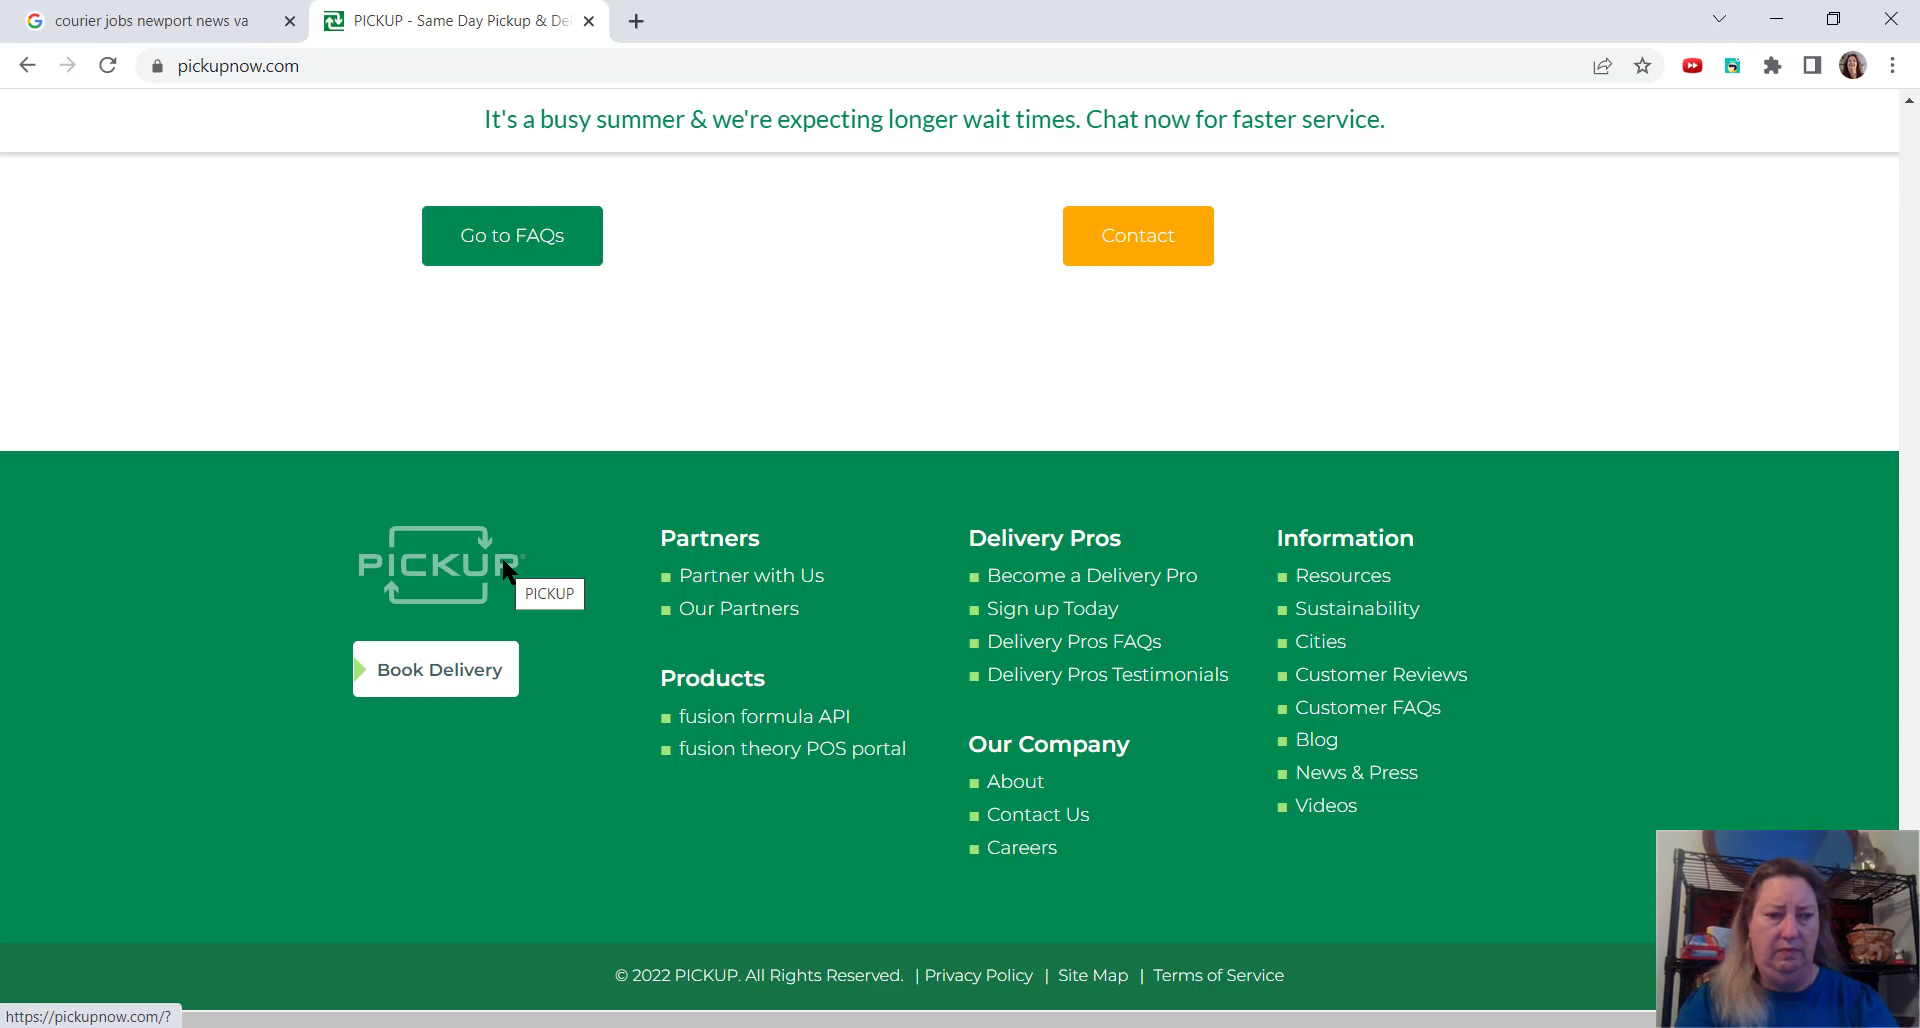 courier jobs newport news va
PICKUP - Same Day Pickup & De
pickupnow.com
It's a busy summer & we're expecting longer wait times. Chat now for faster service.
Go to FAQs
Contact
PICKUP
PICKUP
Book Delivery
Partners
Partner with Us
Our Partners
Products
fusion formula API
fusion theory POS portal
Delivery Pros
Become a Delivery Pro
Sign up Today
Delivery Pros FAQs
Delivery Pros Testimonials
Our Company
About
Contact Us
Careers
Information
Resources
Sustainability
Cities
Customer Reviews
Customer FAQs
Blog
News & Press
Videos
© 2022 PICKUP. All Rights Reserved. | Privacy Policy | Site Map | Terms of Service
https://pickupnow.com/?